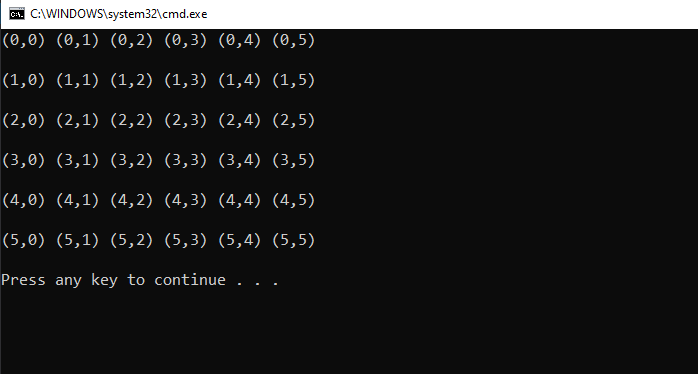 C:\WINDOWS\system32\cmd.exe
(0,0) (0,1) (0,2) (0,3) (0,4) (0,5)
(1,0) (1,1) (1,2) (1,3) (1,4) (1,5)
(2,0) (2,1) (2,2) (2,3) (2,4) (2,5)
(3,0) (3,1) (3,2) (3,3) (3,4) (3,5)
(4,0) (4,1) (4,2) (4,3) (4,4) (4,5)
(5,0) (5,1) (5,2) (5,3) (5,4) (5,5)
Press any key to continue . . .